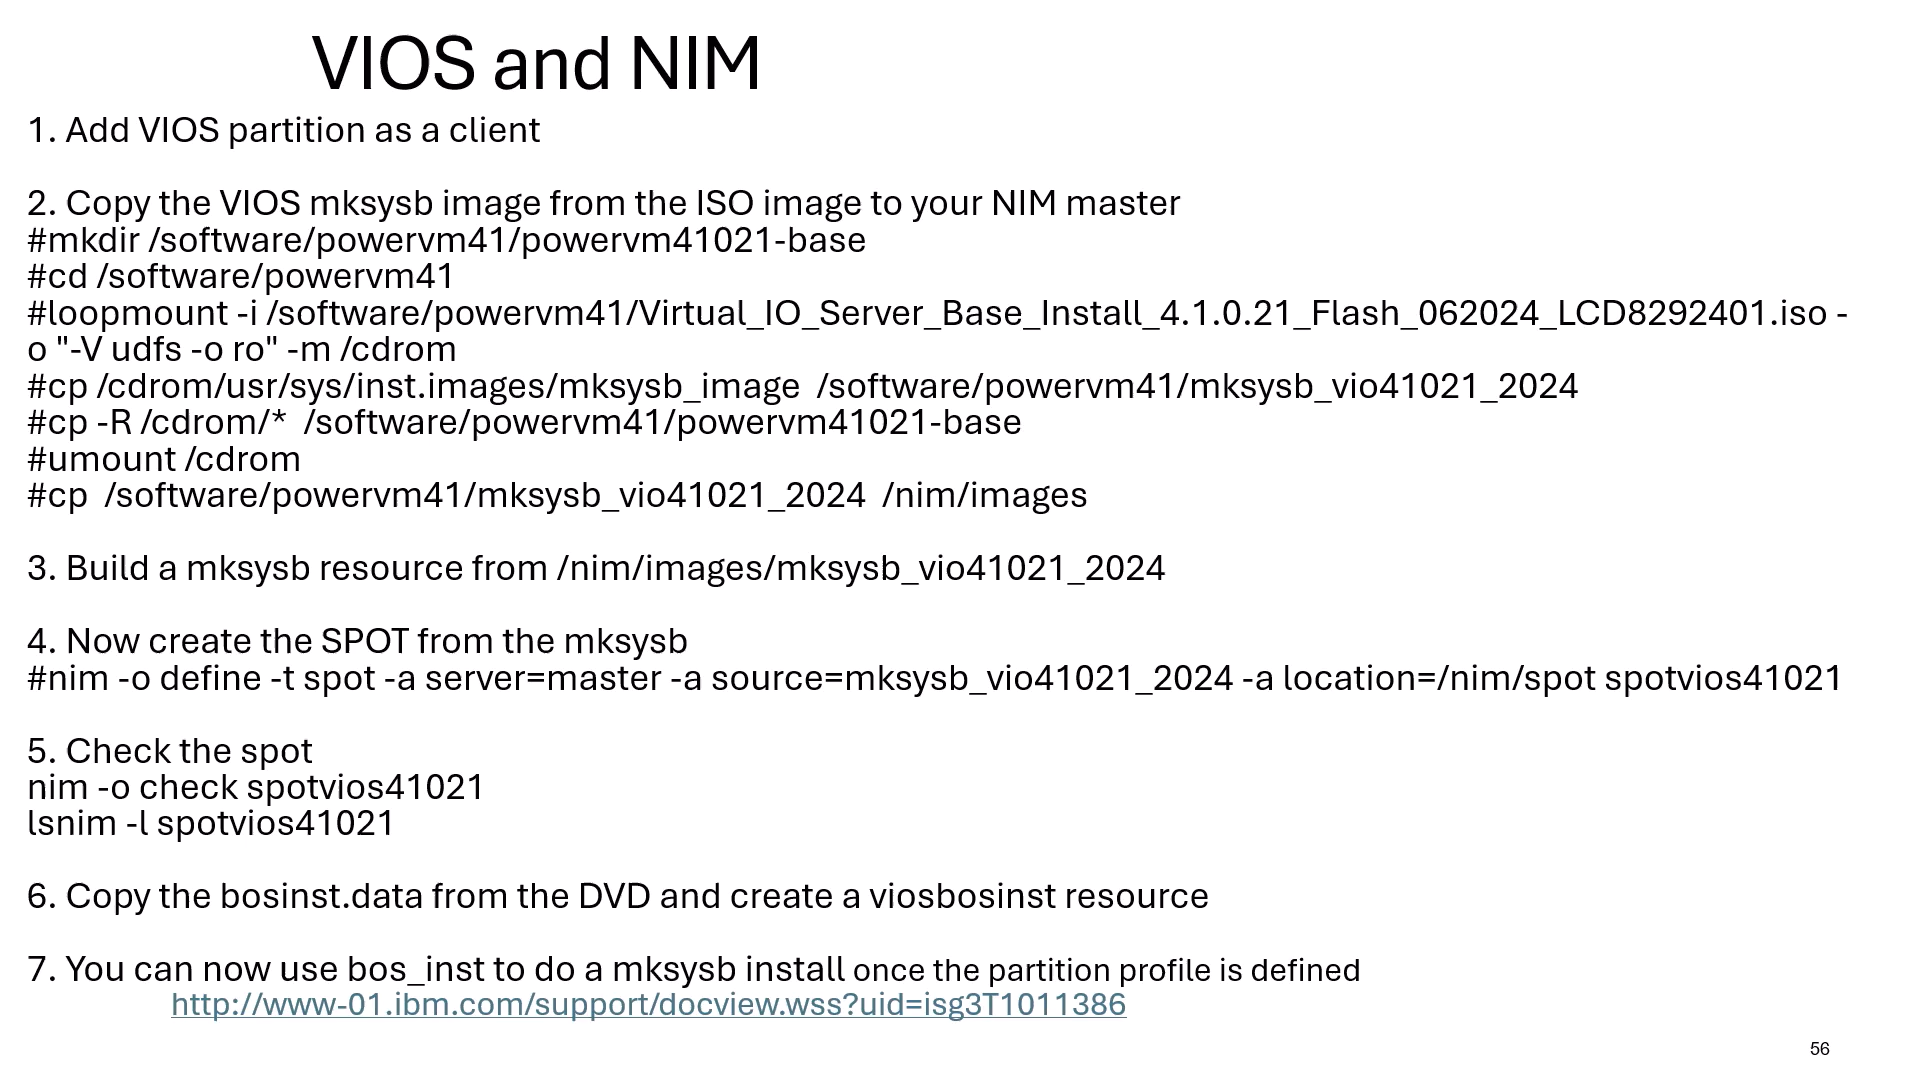 VIOS and NIM
1. Add VIOS partition as a client
2. Copy the VIOS mksysb image from the ISO image to your NIM master
#mkdir /software/powervm41/powervm41021-base
#cd /software/powervm41
#loopmount -i /software/powervm41/Virtual_IO_Server_Base_Install_4.1.0.21_Flash_062024_LCD8292401.iso -
o "-V udfs -o ro" -m /cdrom
#cp /cdrom/usr/sys/inst.images/mksysb_image  /software/powervm41/mksysb_vio41021_2024
#cp -R /cdrom/*  /software/powervm41/powervm41021-base
#umount /cdrom
#cp  /software/powervm41/mksysb_vio41021_2024  /nim/images
3. Build a mksysb resource from /nim/images/mksysb_vio41021_2024
4. Now create the SPOT from the mksysb
#nim -o define -t spot -a server=master -a source=mksysb_vio41021_2024 -a location=/nim/spot spotvios41021
5. Check the spot
nim -o check spotvios41021
lsnim -l spotvios41021
6. Copy the bosinst.data from the DVD and create a viosbosinst resource
7. You can now use bos_inst to do a mksysb install once the partition profile is defined
http://www-01.ibm.com/support/docview.wss?uid=isg3T1011386
56